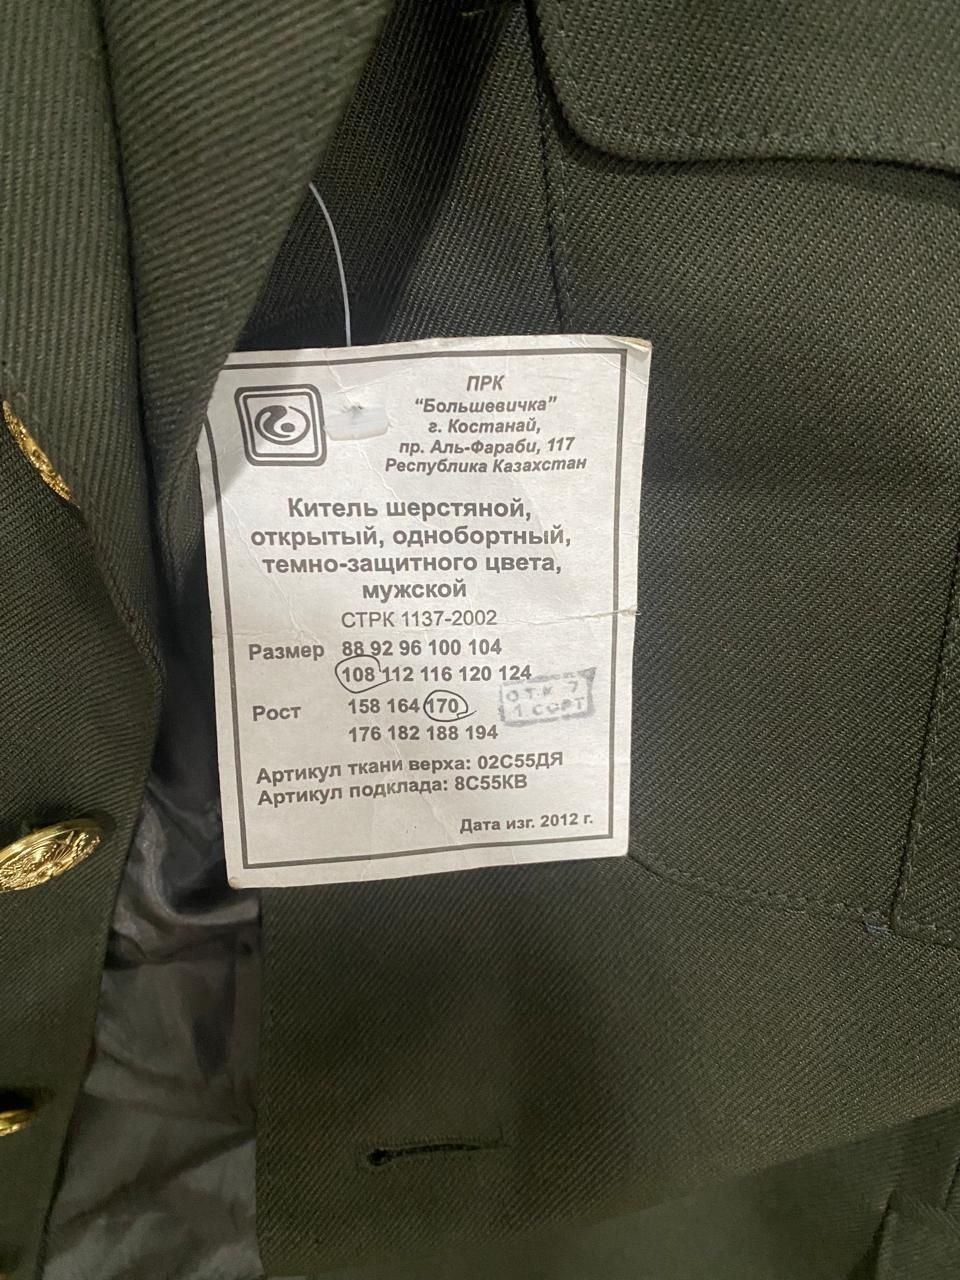 ПРК
“Большевичка”
г. Костанай,
пр. Аль-Фараби, 117
Республика Казахстан
Китель шерстяной,
открытый, однобортный,
темно-защитного цвета,
мужской
СТРК 1137-2002
Размер 88 92 96 100 104
108 112 116 120 124
Рост 158 164 170
176 182 188 194
О.Т.К 7
1 СОРТ
Артикул ткани верха: 02С55ДЯ
Артикул подклада: 8С55КВ
Дата изг. 2012 г.